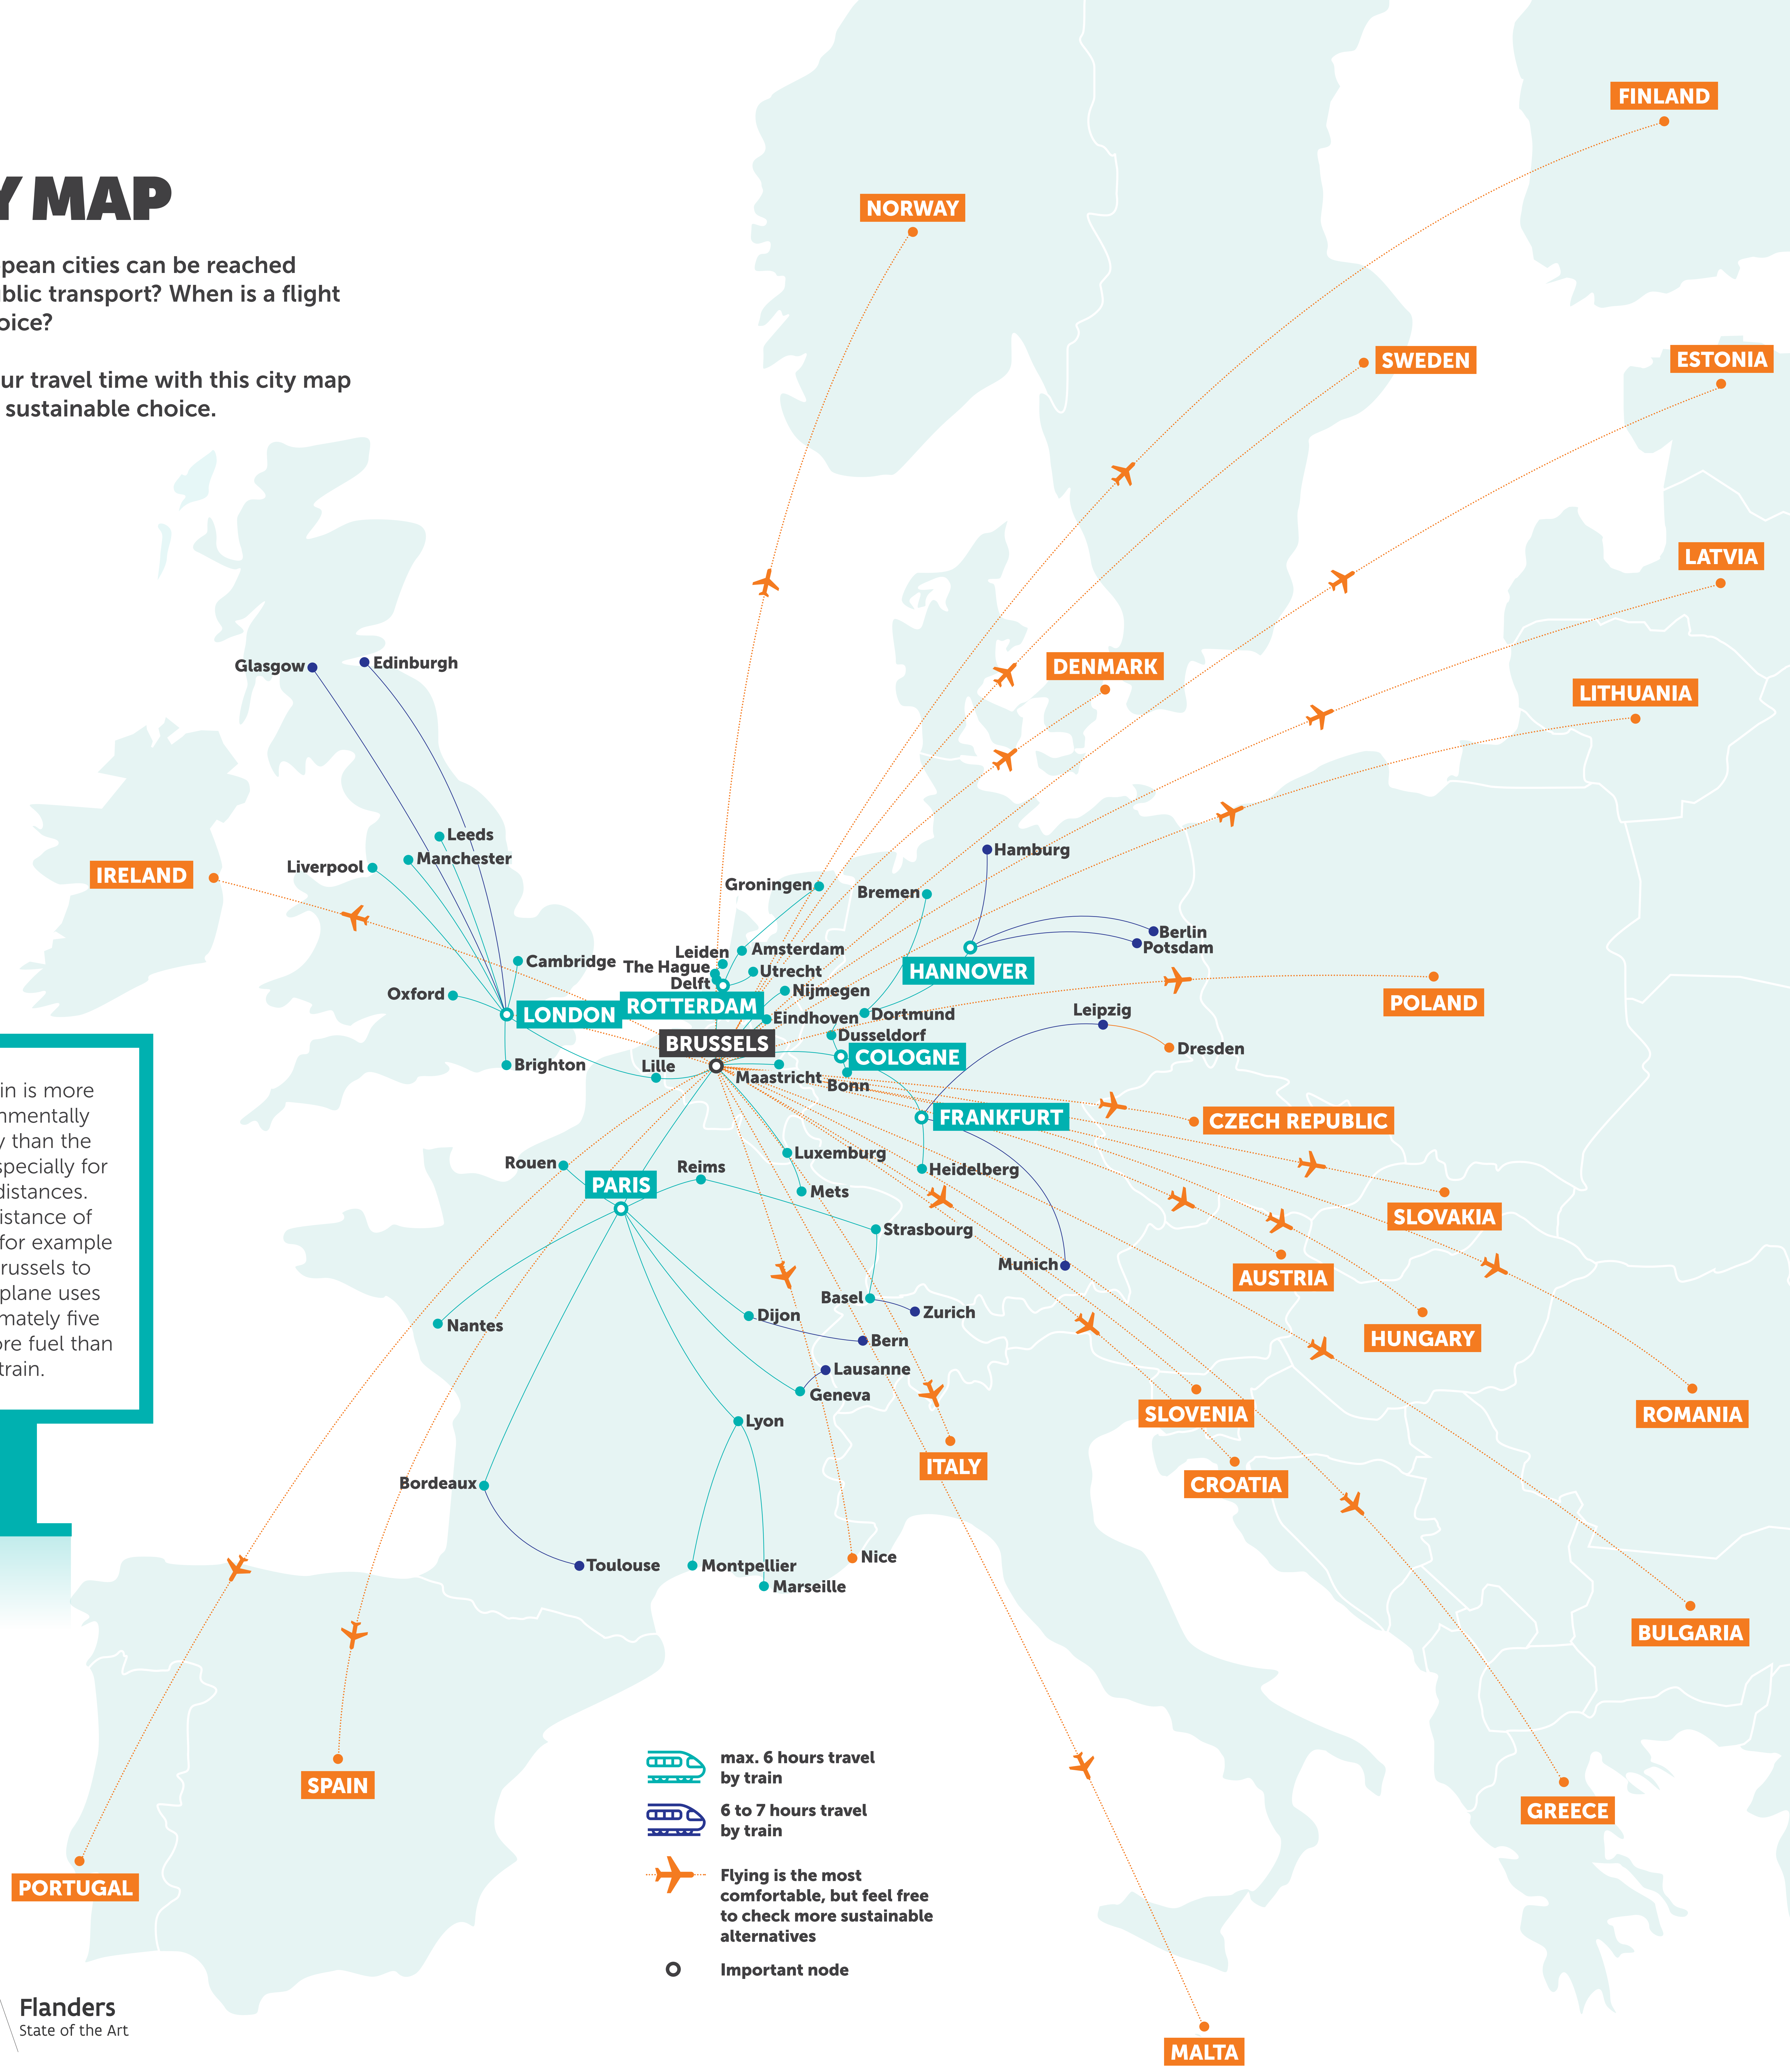 Y MAP
pean cities can be reached
blic transport? When is a flight
oice?
ur travel time with this city map
sustainable choice.
FINLAND
NORWAY
SWEDEN
ESTONIA
LATVIA
DENMARK
LITHUANIA
Glasgow
Edinburgh
Leeds
Manchester
Liverpool
IRELAND
Hamburg
Groningen
Bremen
Berlin
Potsdam
Leiden
Amsterdam
Cambridge
The Hague
Utrecht
HANNOVER
Delft
Nijmegen
Oxford
POLAND
LONDON
ROTTERDAM
Eindhoven
Dortmund
Leipzig
Dusseldorf
BRUSSELS
COLOGNE
Dresden
Brighton
Lille
Maastricht
Bonn
FRANKFURT
CZECH REPUBLIC
in is more
nmentally
y than the
specially for
distances.
istance of
for example
russels to
plane uses
mately five
ore fuel than
train.
Luxemburg
Rouen
Reims
Heidelberg
PARIS
Mets
SLOVAKIA
Strasbourg
Munich
AUSTRIA
Basel
Zurich
Nantes
Dijon
Bern
HUNGARY
Lausanne
Geneva
SLOVENIA
ROMANIA
Lyon
ITALY
Bordeaux
CROATIA
Toulouse
Montpellier
Nice
Marseille
BULGARIA
SPAIN
GREECE
PORTUGAL
max. 6 hours travel
by train
6 to 7 hours travel
by train
Flying is the most
comfortable, but feel free
to check more sustainable
alternatives
Important node
Flanders
State of the Art
MALTA